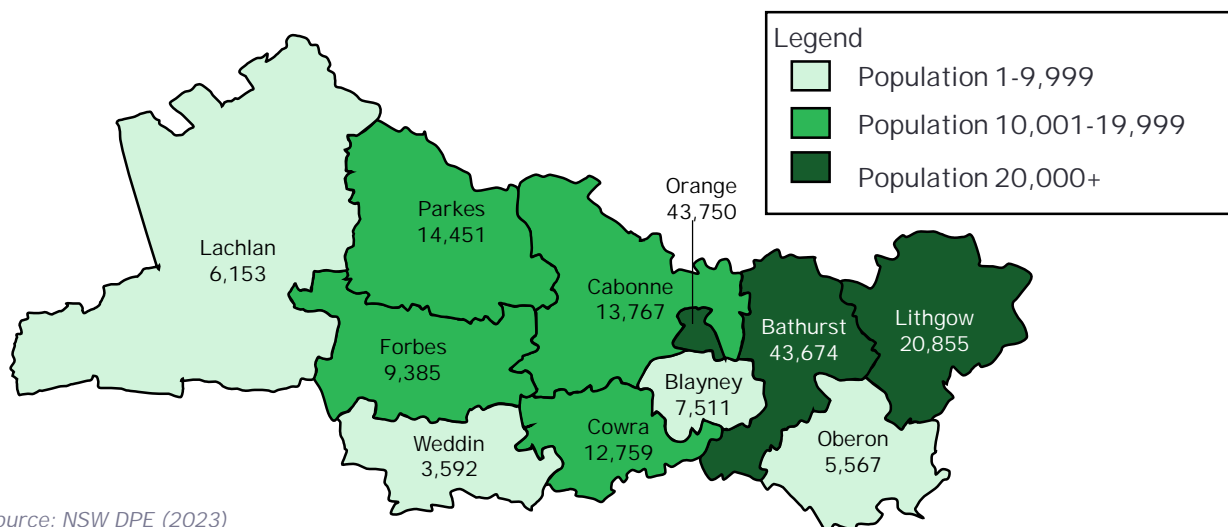 Legend
Population 1-9,999
Population 10,001-19,999
Population 20,000+
Orange
43,750
Parkes
14,451
Lachlan
6,153
Cabonne
13,767
Bathurst
43,674
Lithgow
20,855
Forbes
9,385
Blayney
7,511
Weddin
3,592
Cowra
12,759
Oberon
5,567
ource: NSW DPE (2023)